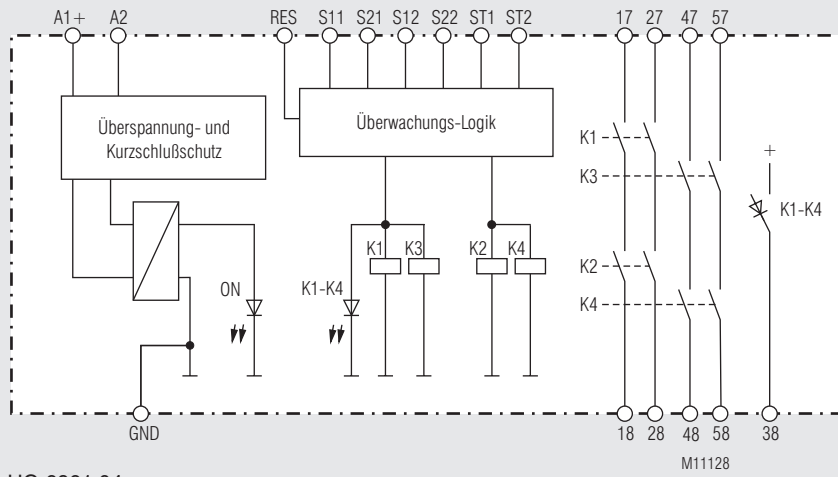 A1+ A2 RES S11 S21 S12 S22 ST1 ST2 17 27 47 57
Überspannung- und
Kurzschlußschutz
Überwachungs-Logik
K1
K3
+
K1-K4
K1 K3 K2 K4
K2
ON K1-K4
K4
GND 18 28 48 58 38
M11128